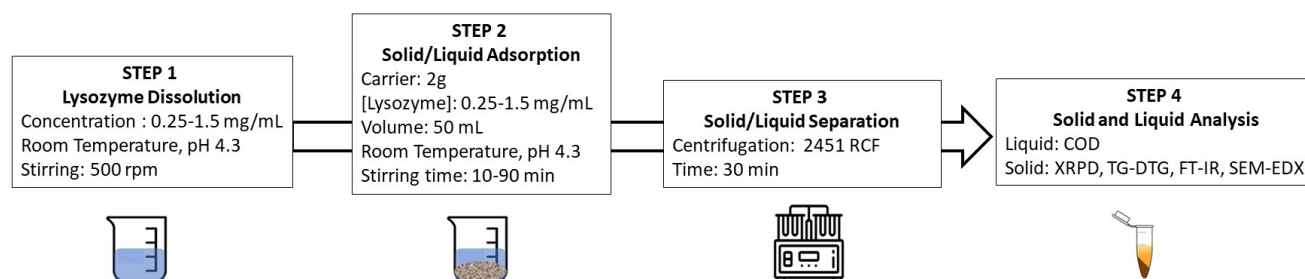 STEP 1
Lysozyme Dissolution
Concentration : 0.25-1.5 mg/mL
Room Temperature, pH 4.3
Stirring: 500 rpm
STEP 2
Solid/Liquid Adsorption
Carrier: 2g
[Lysozyme]: 0.25-1.5 mg/mL
Volume: 50 mL
Room Temperature, pH 4.3
Stirring time: 10-90 min
STEP 3
Solid/Liquid Separation
Centrifugation: 2451 RCF
Time: 30 min
STEP 4
Solid and Liquid Analysis
Liquid: COD
Solid: XRPD, TG-DTG, FT-IR, SEM-EDX